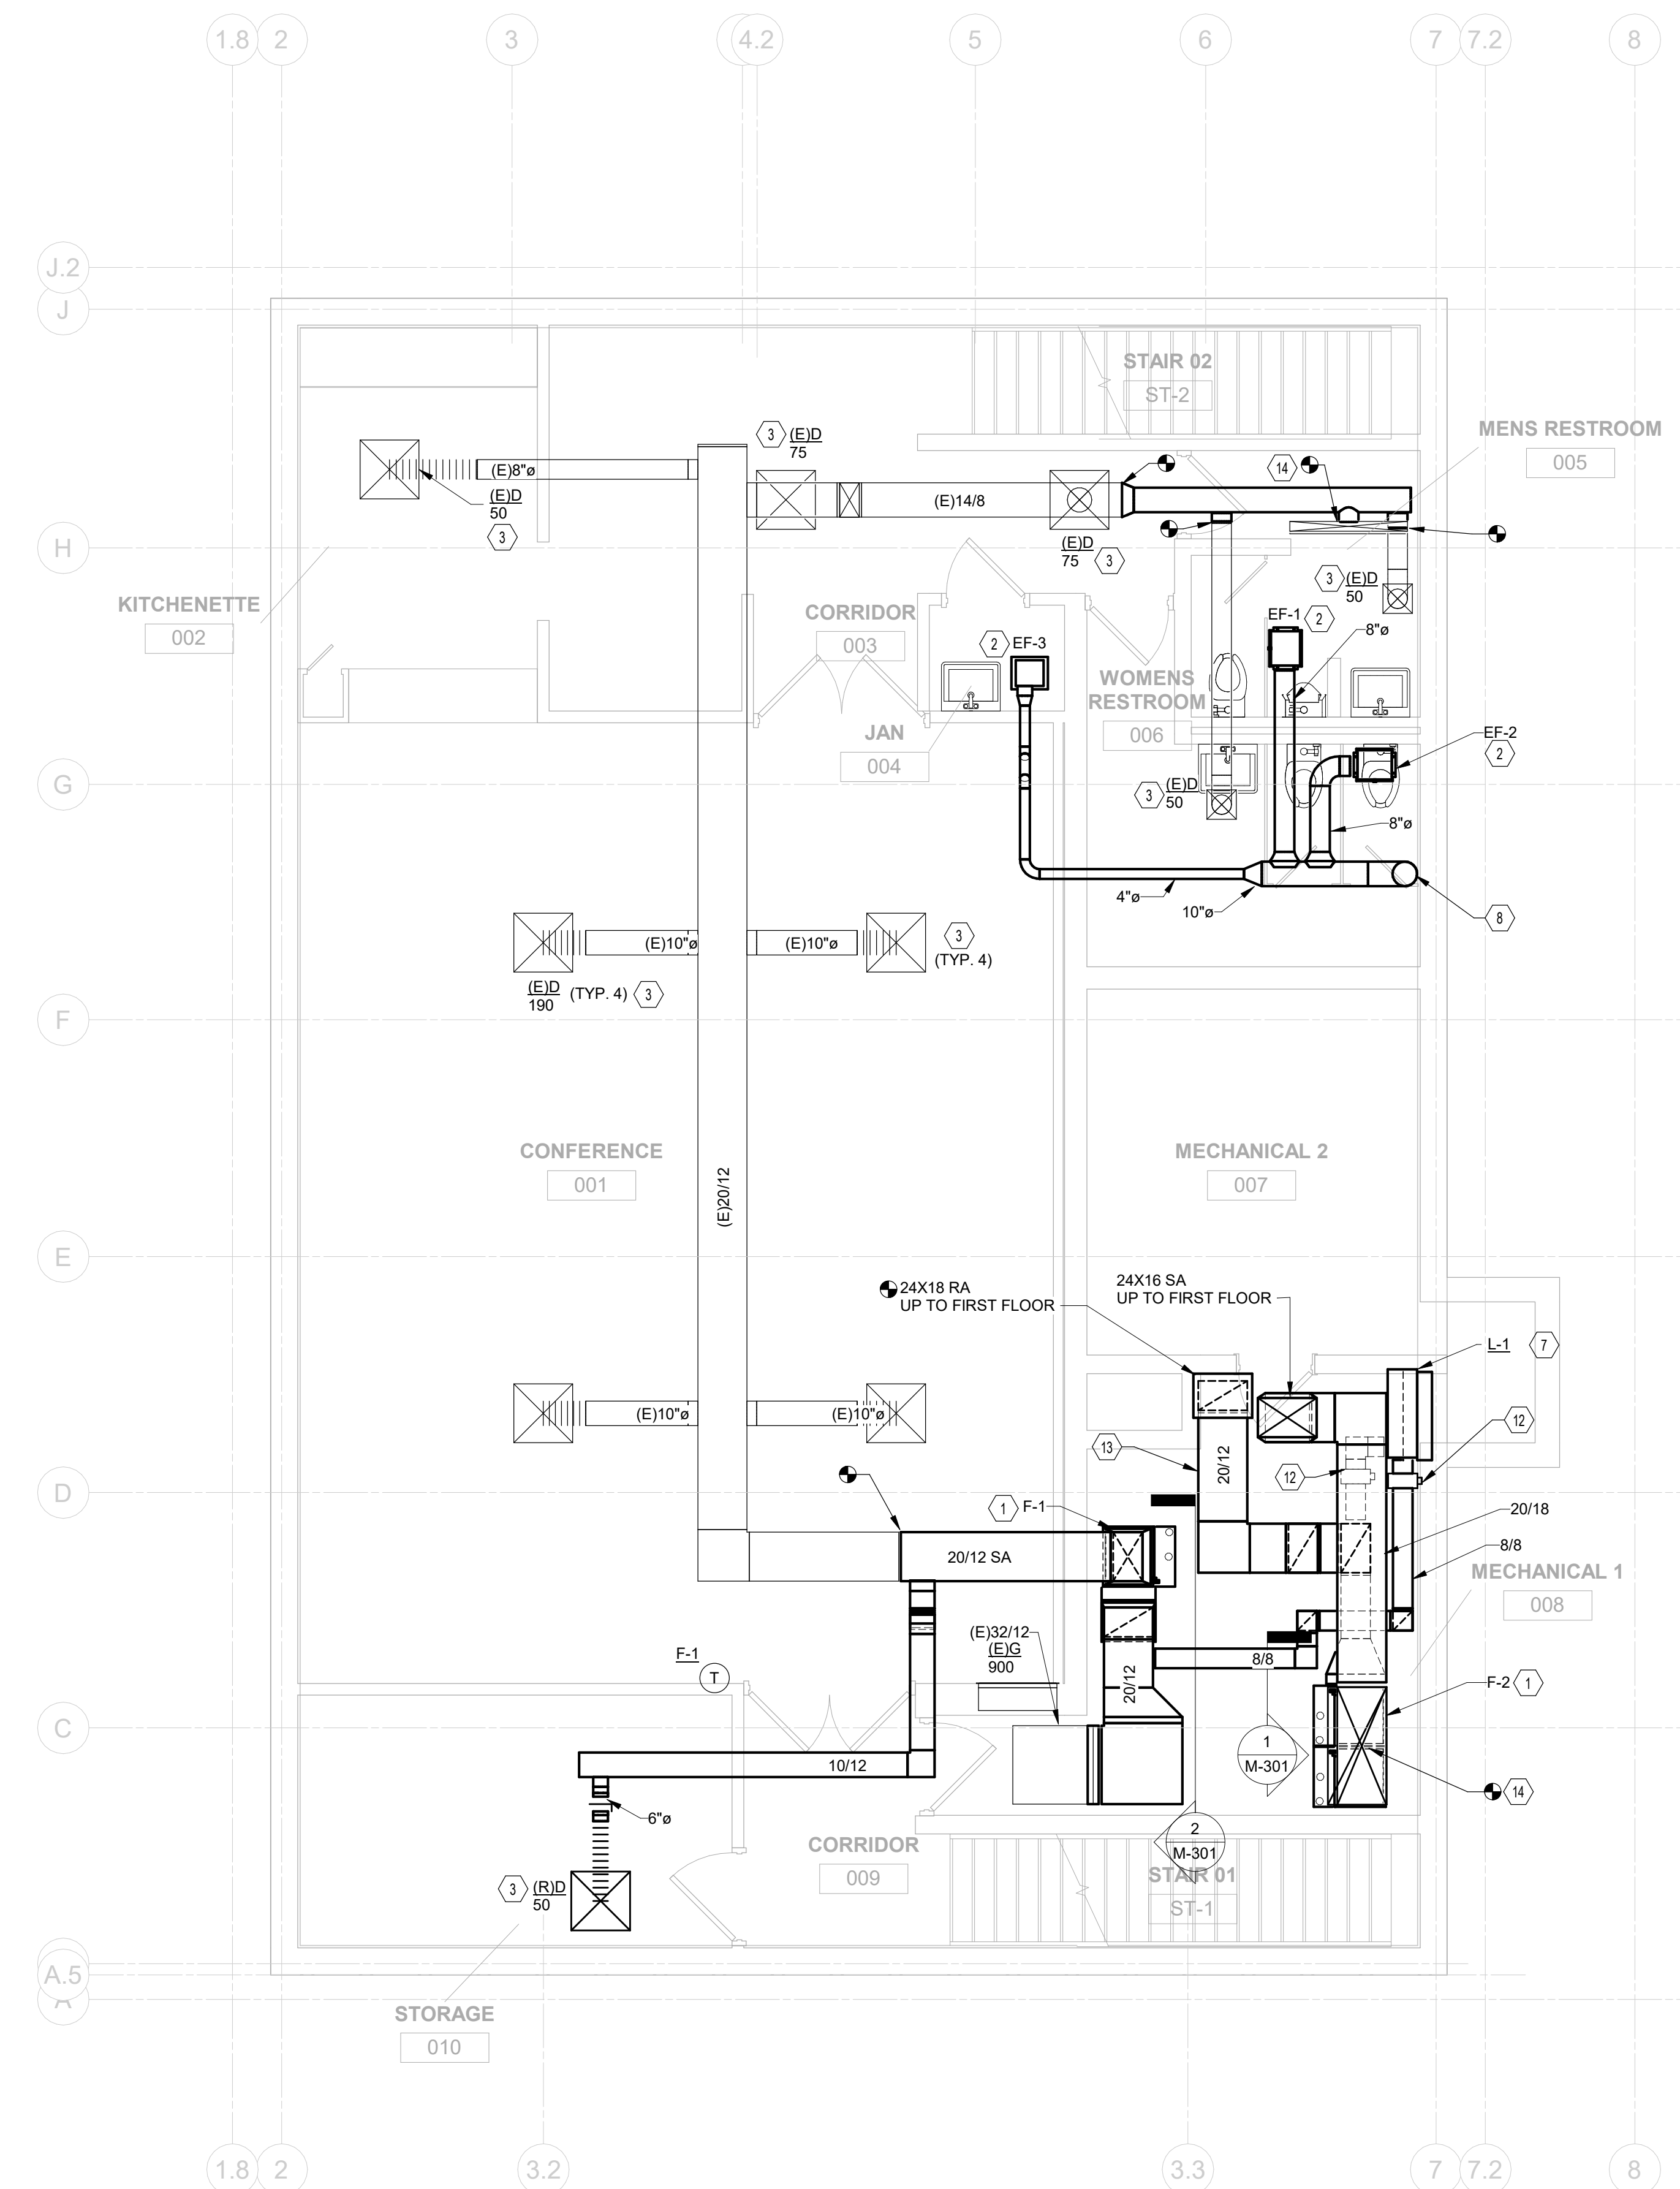 1.8
2
3
4.2
5
6
7
7.2
8
J.2
J
STAIR 02
ST-2
MENS RESTROOM
005
3
(E)D
75
(E)8"ø
(E)D
50
3
(E)14/8
14
(E)D
75
3
H
3
(E)D
50
KITCHENETTE
002
CORRIDOR
003
2
EF-3
EF-1
2
8"ø
WOMENS
RESTROOM
006
JAN
004
EF-2
2
G
3
(E)D
50
8"ø
4"ø
10"ø
8
(E)10"ø
(E)10"ø
3
(TYP. 4)
(E)D
190
(TYP. 4)
3
F
CONFERENCE
001
MECHANICAL 2
007
(E)20/12
E
24X18 RA
UP TO FIRST FLOOR
24X16 SA
UP TO FIRST FLOOR
L-1
7
(E)10"ø
(E)10"ø
12
13
20/12
12
D
1
F-1
20/18
20/12 SA
8/8
MECHANICAL 1
008
(E)32/12
(E)G
900
F-1
T
8/8
20/12
F-2
1
C
1
M-301
10/12
14
6"ø
2
M-301
CORRIDOR
009
STAIR 01
ST-1
3
(R)D
50
A.5
A
STORAGE
010
1.8
2
3.2
3.3
7
7.2
8